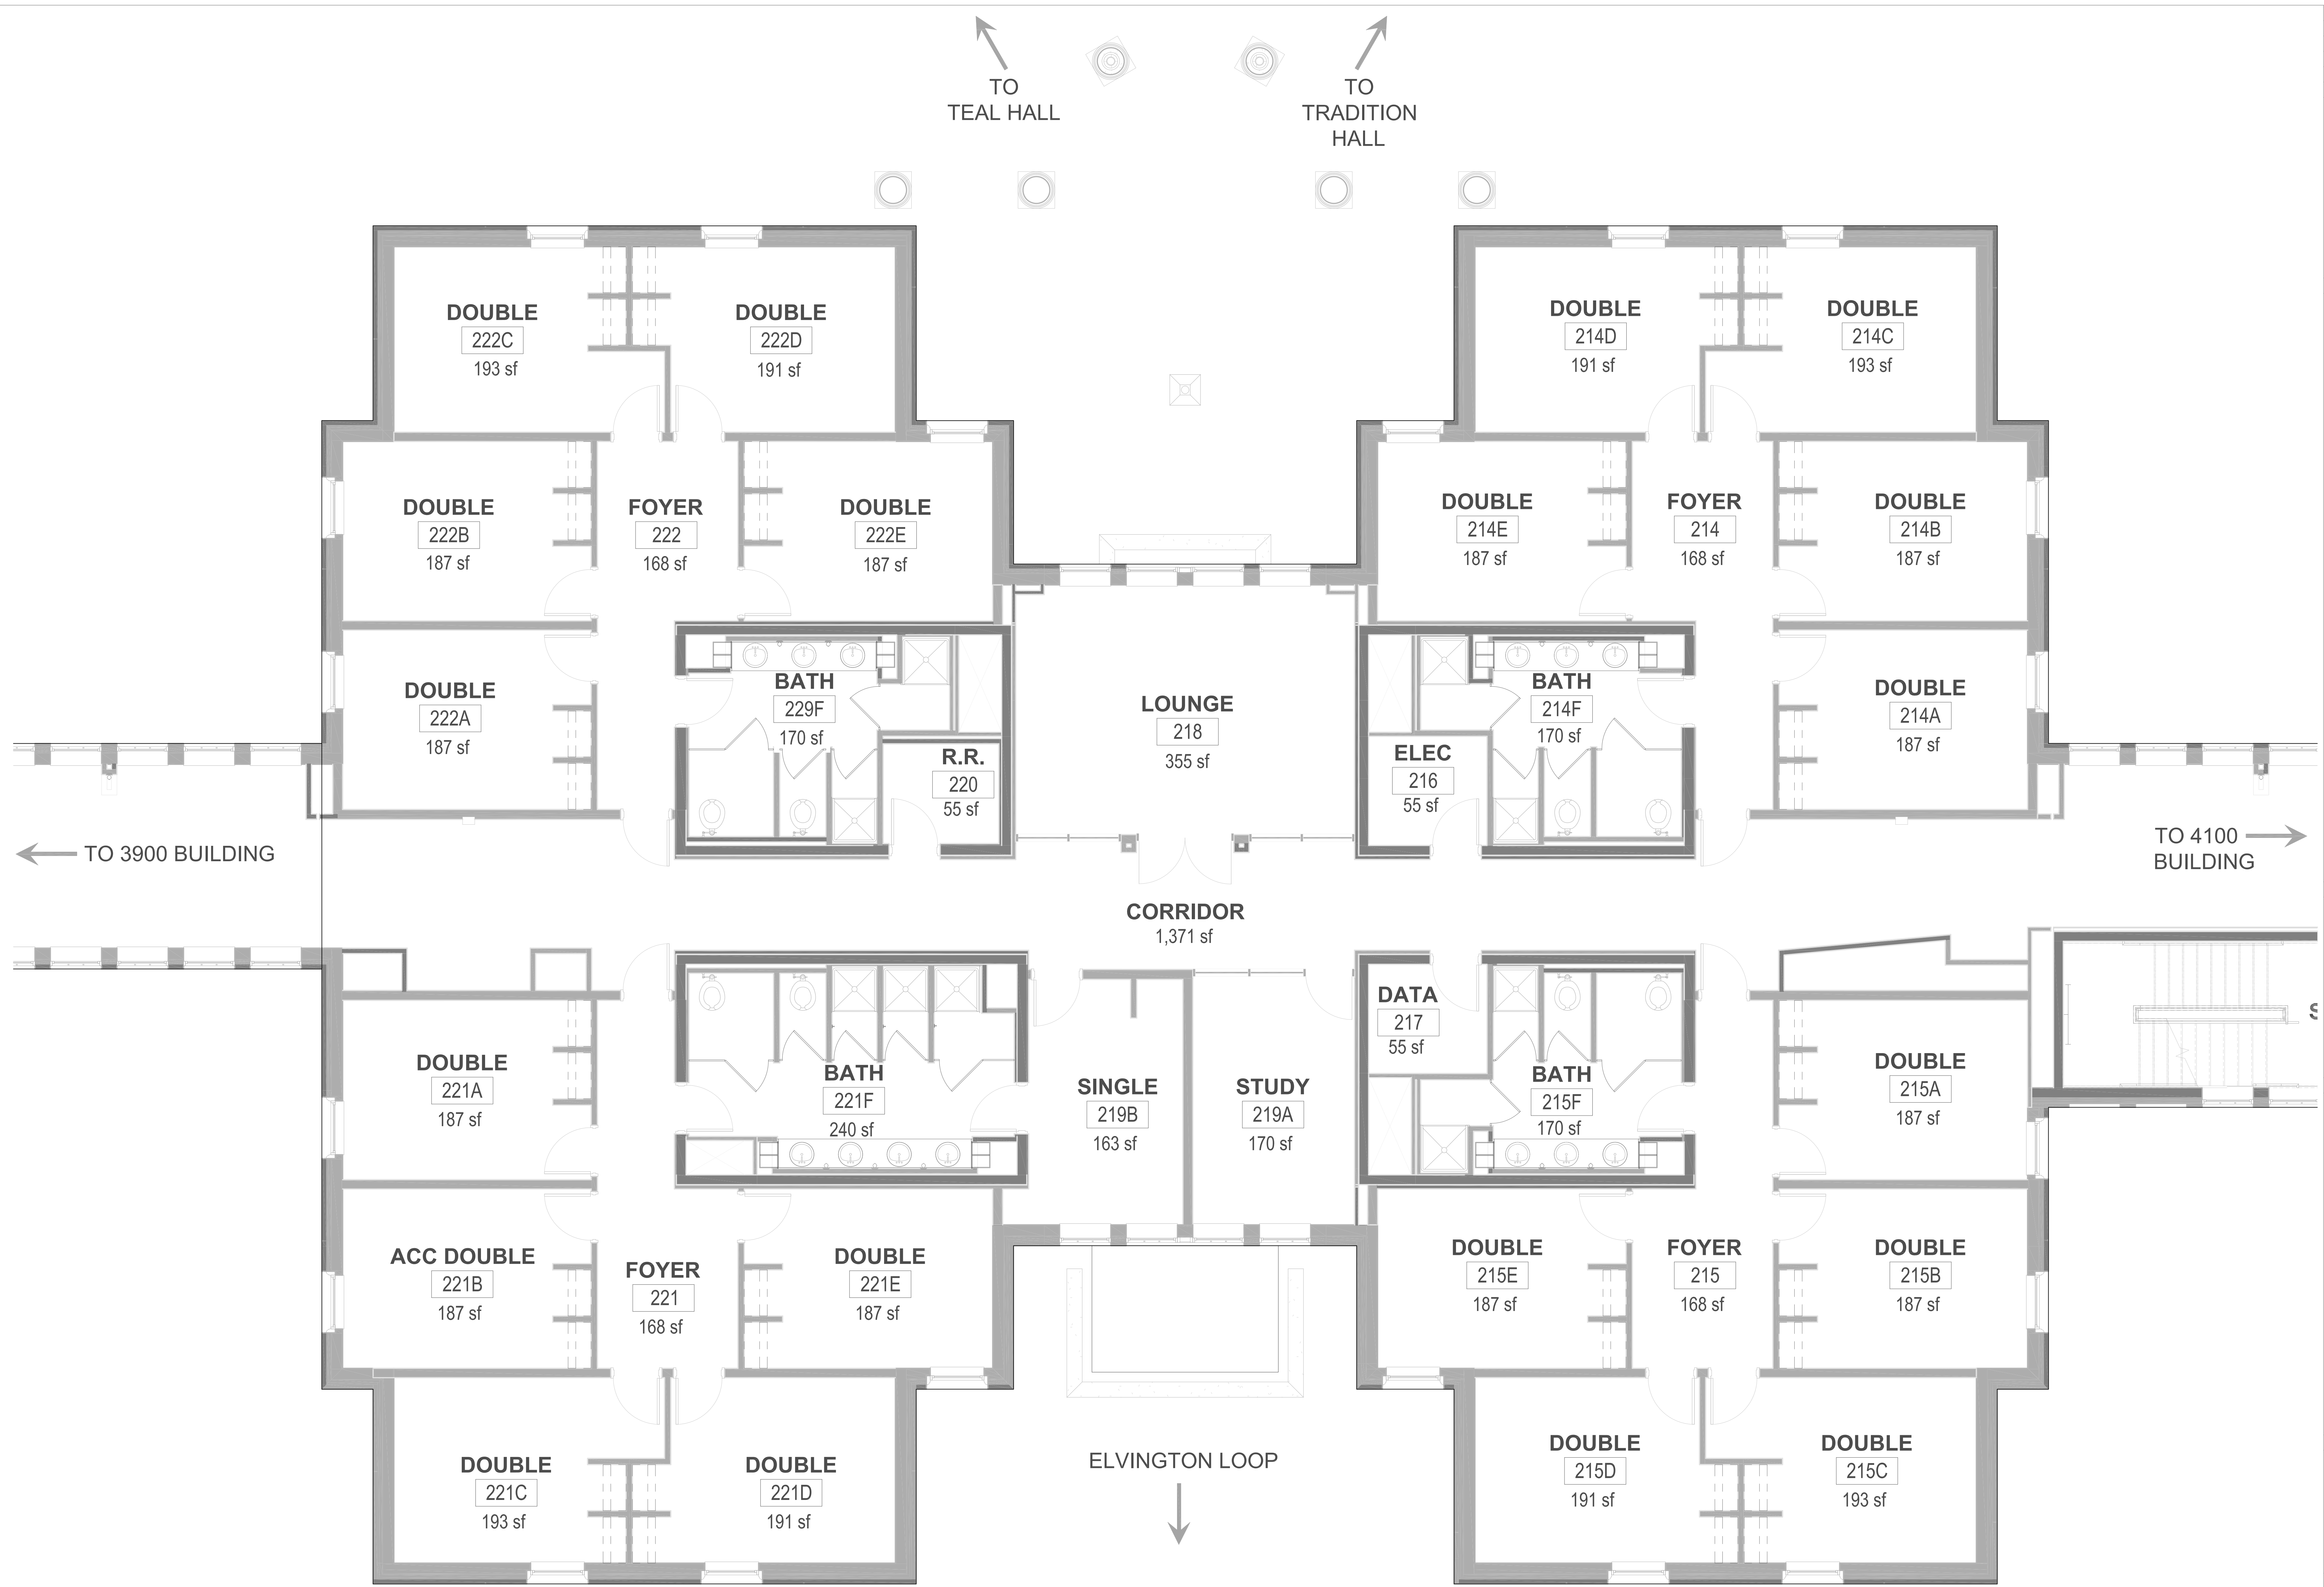 TO
TEAL HALL
TO
TRADITION
HALL
DOUBLE
222C
193 sf
DOUBLE
222D
191 sf
DOUBLE
214D
191 sf
DOUBLE
214C
193 sf
DOUBLE
222B
187 sf
FOYER
222
168 sf
DOUBLE
222E
187 sf
DOUBLE
214E
187 sf
FOYER
214
168 sf
DOUBLE
214B
187 sf
DOUBLE
222A
187 sf
BATH
229F
170 sf
R.R.
220
55 sf
LOUNGE
218
355 sf
ELEC
216
55 sf
BATH
214F
170 sf
DOUBLE
214A
187 sf
TO 3900 BUILDING
TO 4100
BUILDING
CORRIDOR
1,371 sf
DOUBLE
221A
187 sf
BATH
221F
240 sf
SINGLE
219B
163 sf
STUDY
219A
170 sf
DATA
217
55 sf
BATH
215F
170 sf
DOUBLE
215A
187 sf
S
ACC DOUBLE
221B
187 sf
FOYER
221
168 sf
DOUBLE
221E
187 sf
DOUBLE
215E
187 sf
FOYER
215
168 sf
DOUBLE
215B
187 sf
DOUBLE
221C
193 sf
DOUBLE
221D
191 sf
ELVINGTON LOOP
DOUBLE
215D
191 sf
DOUBLE
215C
193 sf